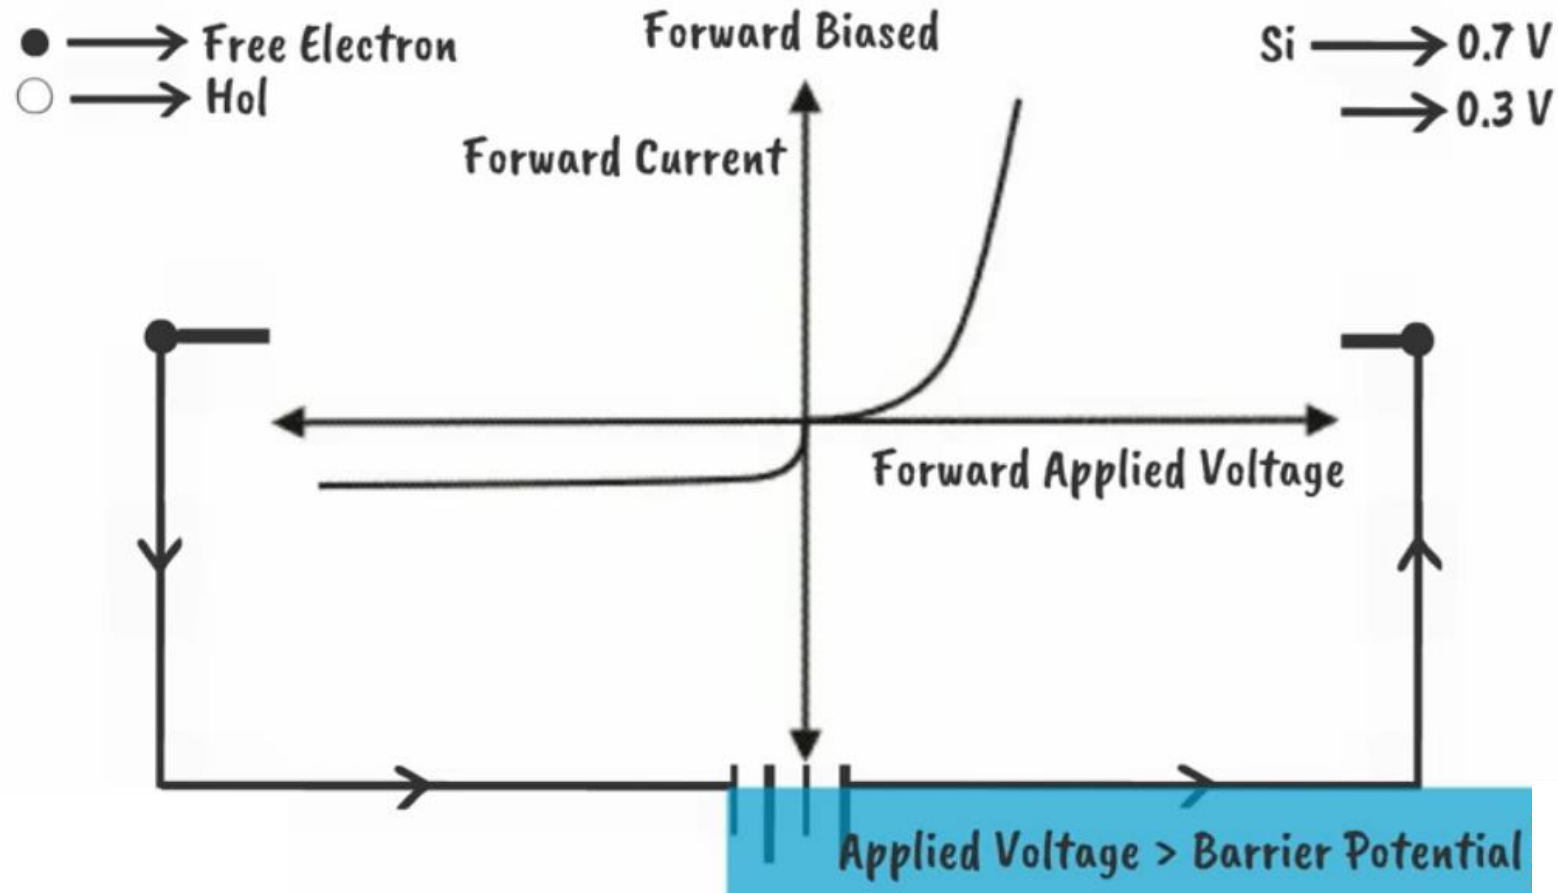 Free Electron
Hol
Forward Biased
Si 0.7 V
0.3 V
Forward Current
Forward Applied Voltage
Applied Voltage > Barrier Potential